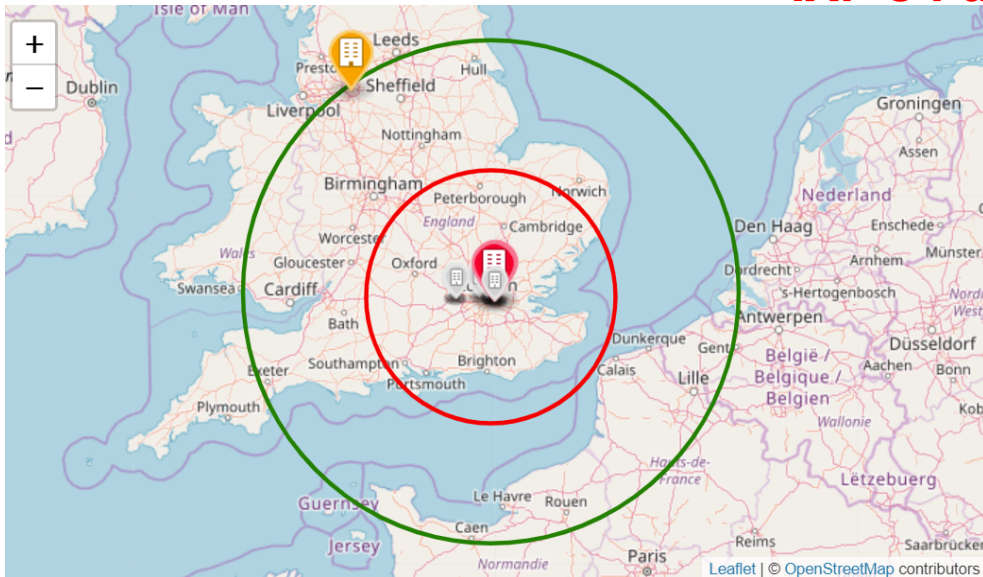 Isle of Man
+
−
Leeds
Hull
Dublin
Sheffield
Liverpool
Groningen
Nottingham
Assen
Birmingham
Peterborough
Norwich
Nederland
England
Cambridge
Den Haag
Enschede
Worcester
Wales
Gloucester
Oxford
Arnhem
Münster
Dordrecht
Swansea
Cardiff
's-Hertogenbosch
Bath
Antwerpen
Dunkerque
Gent
Düsseldorf
Southampton
Brighton
België /
Belgique /
Belgien
Aachen
Bonn
Exeter
Portsmouth
Calais
Lille
Plymouth
Wallonie
Hauts-de-
France
Lëtzebuerg
Guernsey
Le Havre
Rouen
Caen
Jersey
Reims
Saarbrücken
Normandie
Paris
Leaflet | © OpenStreetMap contributors